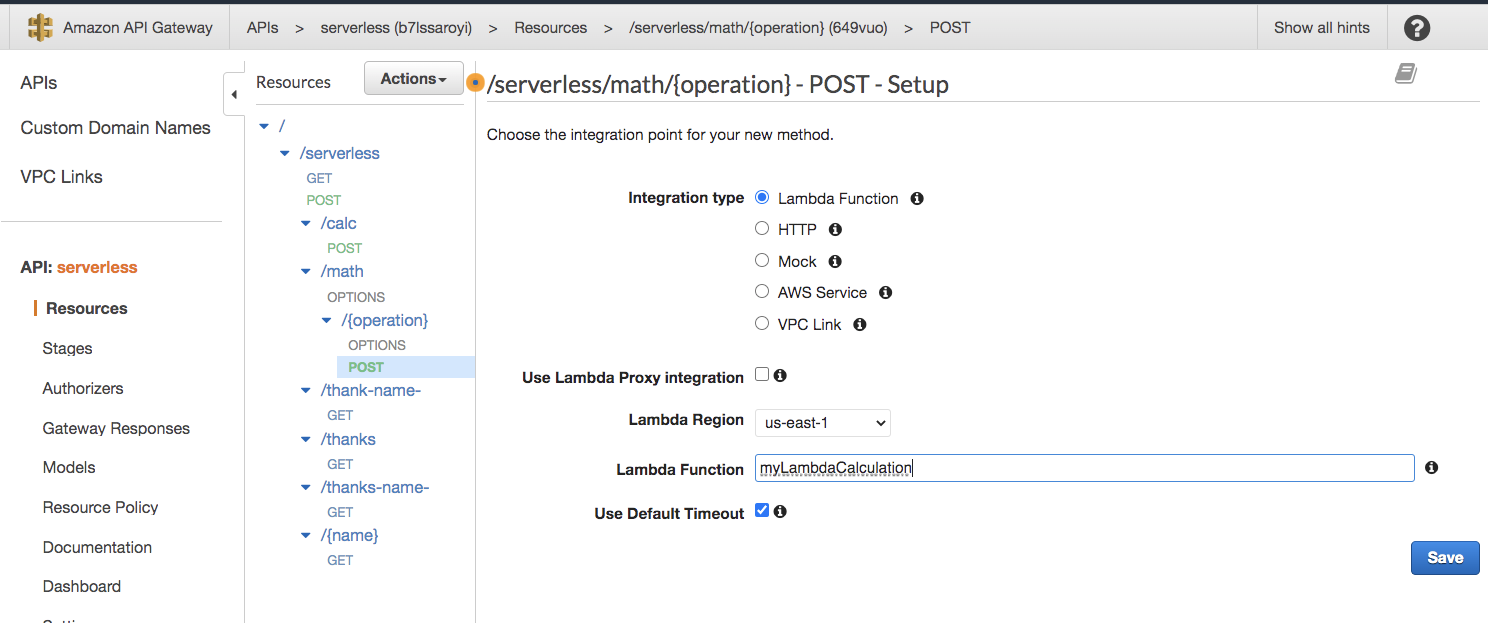 Amazon API Gateway APIs > serverless (b7lssaroyi) > Resources > /serverless/math/{operation} (649vuo) > POST Show all hints ?
APIs
Custom Domain Names
VPC Links
API: serverless
Resources
Stages
Authorizers
Gateway Responses
Models
Resource Policy
Documentation
Dashboard
Resources
Actions
/
/serverless
GET
POST
/calc
POST
/math
OPTIONS
/{operation}
OPTIONS
POST
/thank-name-
GET
/thanks
GET
/thanks-name-
GET
/{name}
GET
/serverless/math/{operation} - POST - Setup
Choose the integration point for your new method.
Integration type Lambda Function
HTTP
Mock
AWS Service
VPC Link
Use Lambda Proxy integration
Lambda Region us-east-1
Lambda Function myLambdaCalculation
Use Default Timeout
Save